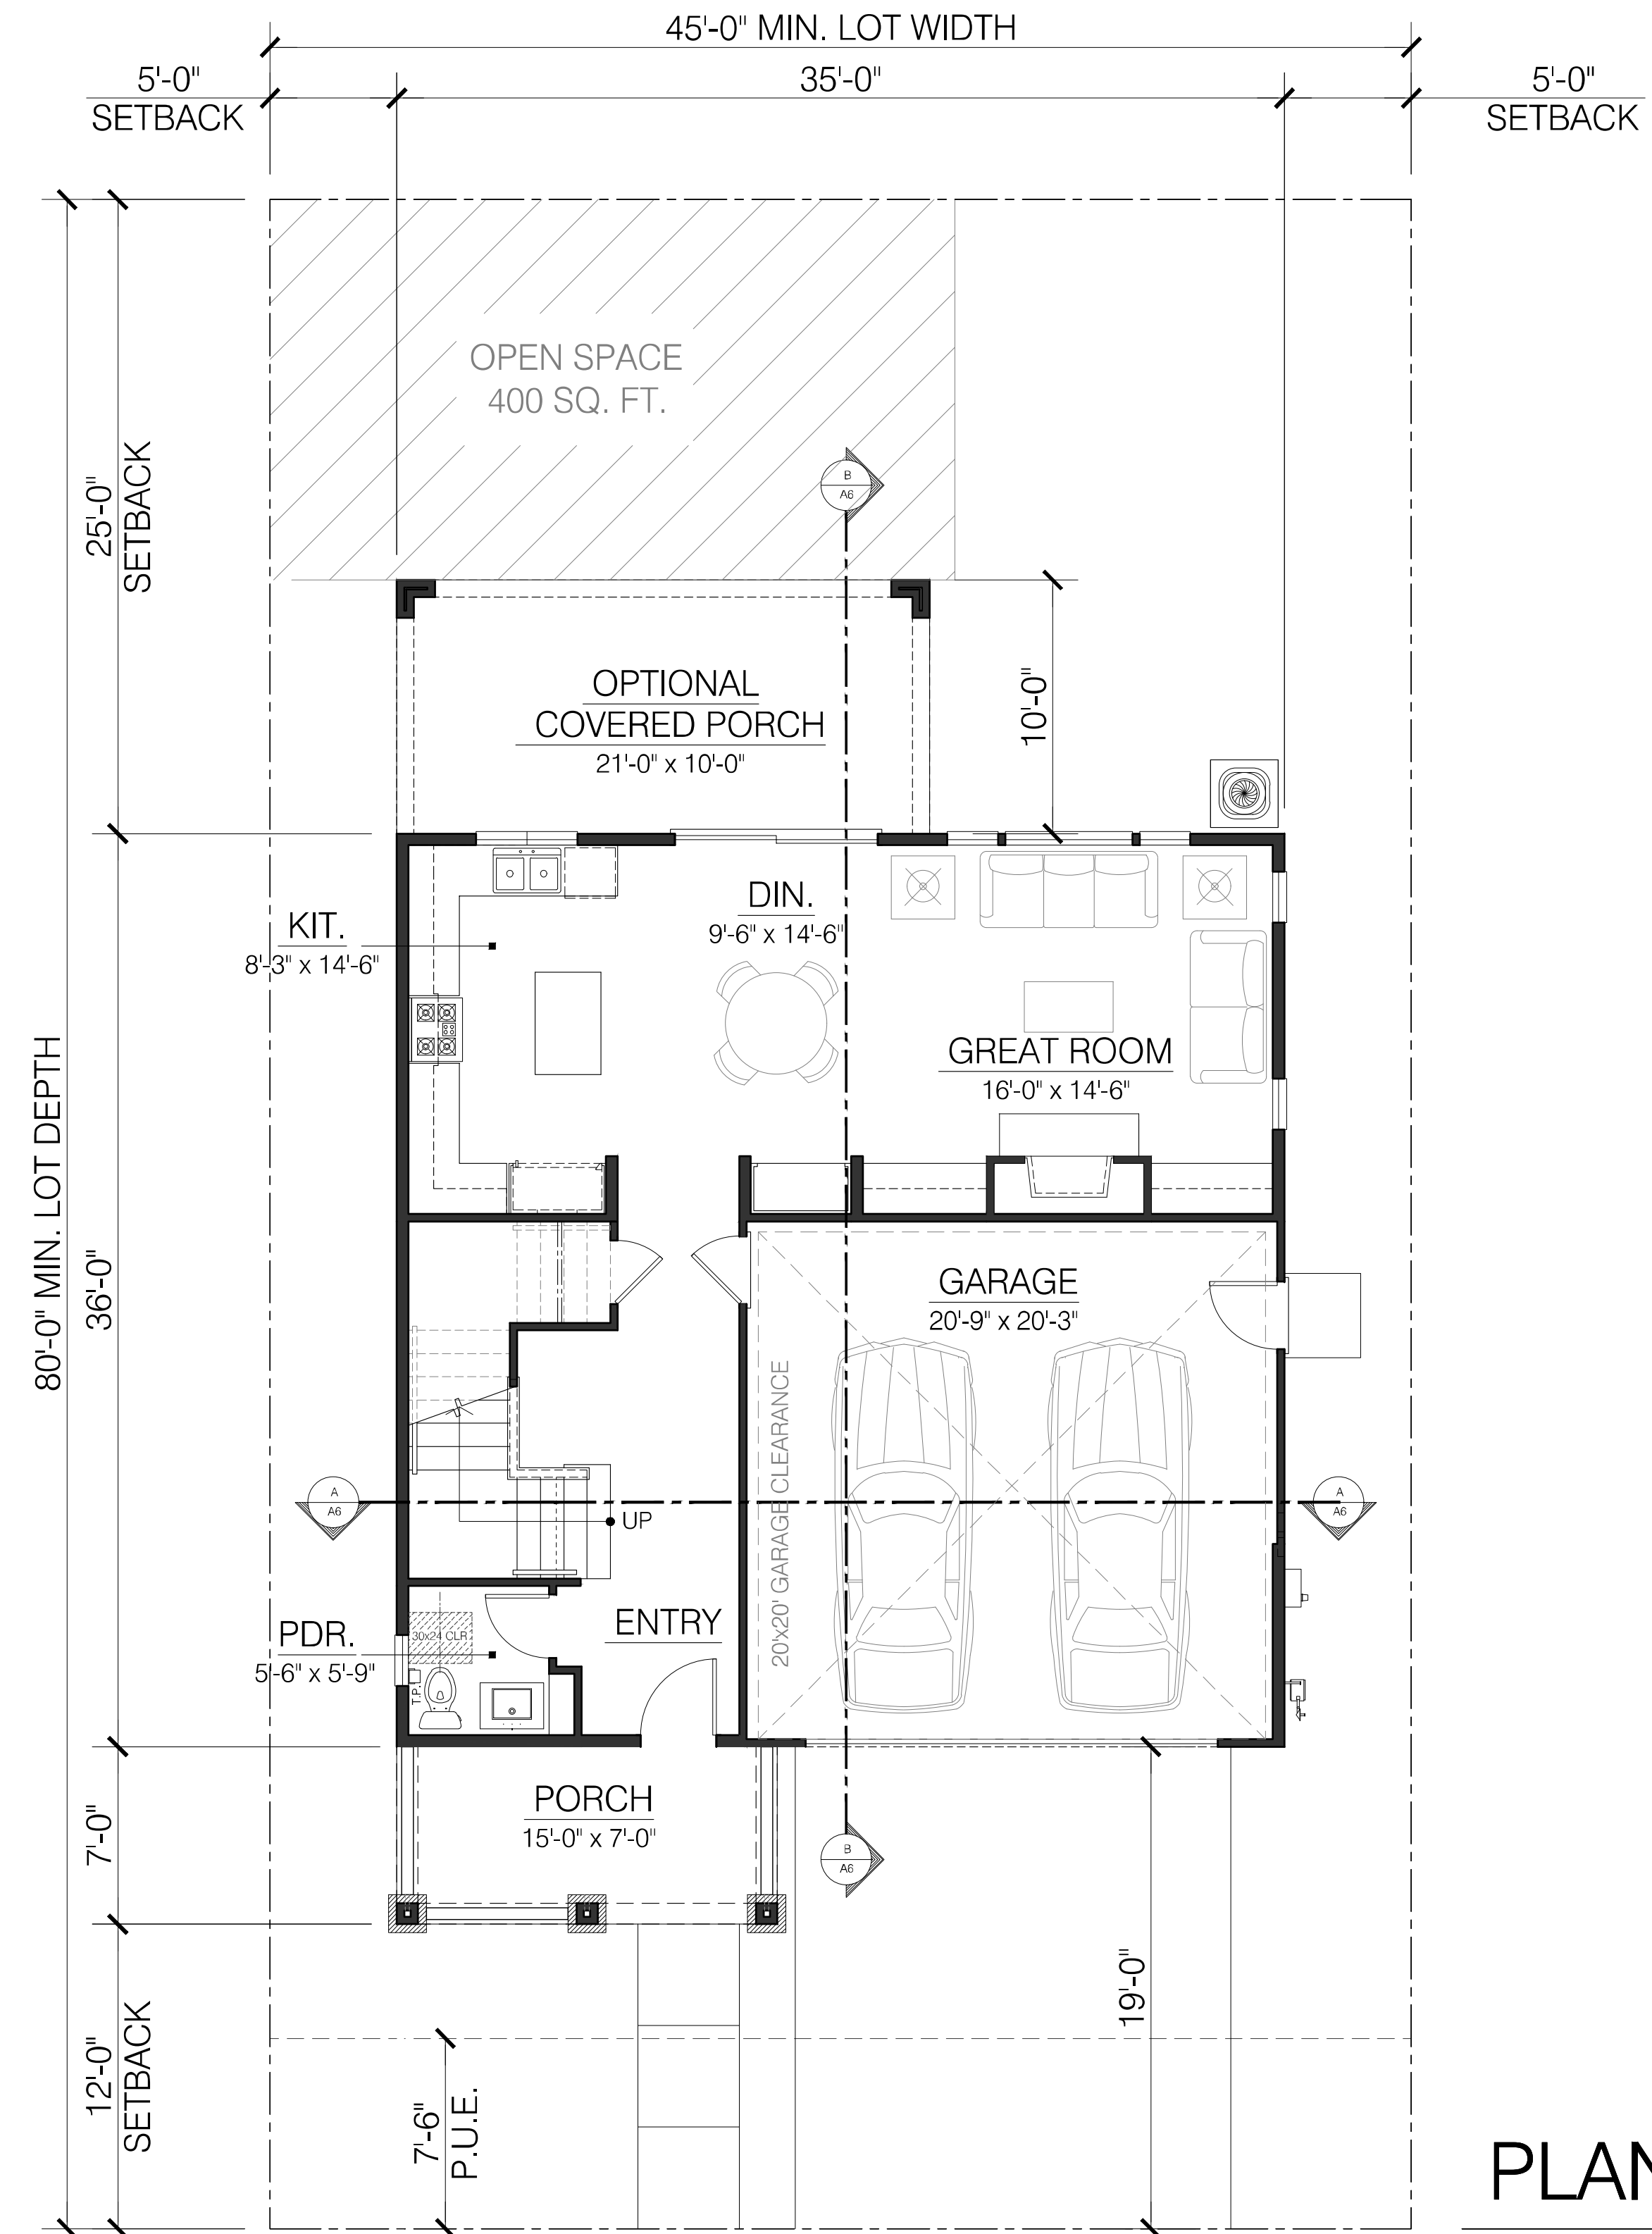 45'-0" MIN. LOT WIDTH
5'-0"
SETBACK
35'-0"
5'-0"
SETBACK
OPEN SPACE
400 SQ. FT.
25'-0"
SETBACK
B
A6
OPTIONAL
COVERED PORCH
21'-0" x 10'-0"
10'-0"
KIT.
8'-3" x 14'-6"
DIN.
9'-6" x 14'-6"
GREAT ROOM
16'-0" x 14'-6"
80'-0" MIN. LOT DEPTH
36'-0"
GARAGE
20'-9" x 20'-3"
20'x20' GARAGE CLEARANCE
A
A6
UP
A
A6
PDR.
5'-6" x 5'-9"
30x24 CLR
T.P.
ENTRY
PORCH
15'-0" x 7'-0"
7'-0"
B
A6
19'-0"
12'-0"
SETBACK
7'-6"
P.U.E.
PLAN